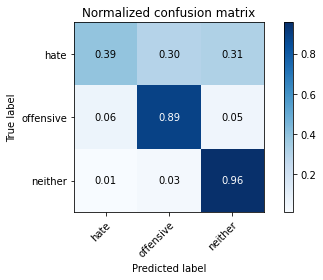 Normalized confusion matrix
hate 0.39 0.30 0.31
offensive 0.06 0.89 0.05
neither 0.01 0.03 0.96
hate offensive neither
True label
Predicted label
0.8
0.6
0.4
0.2